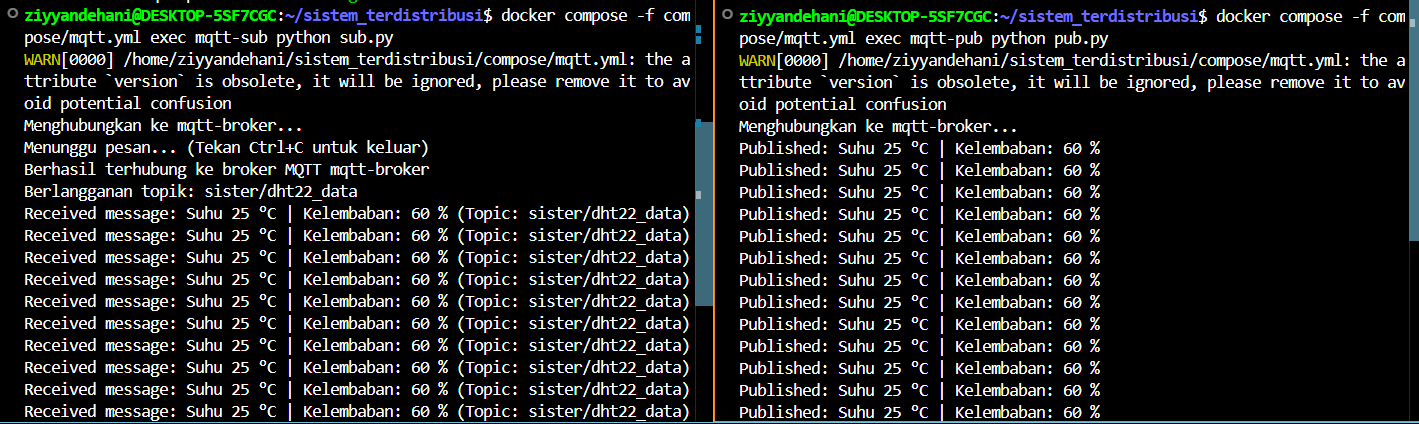 ziyyandehani@DESKTOP-5SF7CGC:~/sistem_terdistribusi$ docker compose -f com
pose/mqtt.yml exec mqtt-sub python sub.py
WARN[0000] /home/ziyyandehani/sistem_terdistribusi/compose/mqtt.yml: the a
ttribute `version` is obsolete, it will be ignored, please remove it to av
oid potential confusion
Menghubungkan ke mqtt-broker...
Menunggu pesan... (Tekan Ctrl+C untuk keluar)
Berhasil terhubung ke broker MQTT mqtt-broker
Berlangganan topik: sister/dht22_data
Received message: Suhu 25 °C | Kelembaban: 60 % (Topic: sister/dht22_data)
Received message: Suhu 25 °C | Kelembaban: 60 % (Topic: sister/dht22_data)
Received message: Suhu 25 °C | Kelembaban: 60 % (Topic: sister/dht22_data)
Received message: Suhu 25 °C | Kelembaban: 60 % (Topic: sister/dht22_data)
Received message: Suhu 25 °C | Kelembaban: 60 % (Topic: sister/dht22_data)
Received message: Suhu 25 °C | Kelembaban: 60 % (Topic: sister/dht22_data)
Received message: Suhu 25 °C | Kelembaban: 60 % (Topic: sister/dht22_data)
Received message: Suhu 25 °C | Kelembaban: 60 % (Topic: sister/dht22_data)
Received message: Suhu 25 °C | Kelembaban: 60 % (Topic: sister/dht22_data)
Received message: Suhu 25 °C | Kelembaban: 60 % (Topic: sister/dht22_data)
ziyyandehani@DESKTOP-5SF7CGC:~/sistem_terdistribusi$ docker compose -f com
pose/mqtt.yml exec mqtt-pub python pub.py
WARN[0000] /home/ziyyandehani/sistem_terdistribusi/compose/mqtt.yml: the a
ttribute `version` is obsolete, it will be ignored, please remove it to av
oid potential confusion
Menghubungkan ke mqtt-broker...
Published: Suhu 25 °C | Kelembaban: 60 %
Published: Suhu 25 °C | Kelembaban: 60 %
Published: Suhu 25 °C | Kelembaban: 60 %
Published: Suhu 25 °C | Kelembaban: 60 %
Published: Suhu 25 °C | Kelembaban: 60 %
Published: Suhu 25 °C | Kelembaban: 60 %
Published: Suhu 25 °C | Kelembaban: 60 %
Published: Suhu 25 °C | Kelembaban: 60 %
Published: Suhu 25 °C | Kelembaban: 60 %
Published: Suhu 25 °C | Kelembaban: 60 %
Published: Suhu 25 °C | Kelembaban: 60 %
Published: Suhu 25 °C | Kelembaban: 60 %
Published: Suhu 25 °C | Kelembaban: 60 %